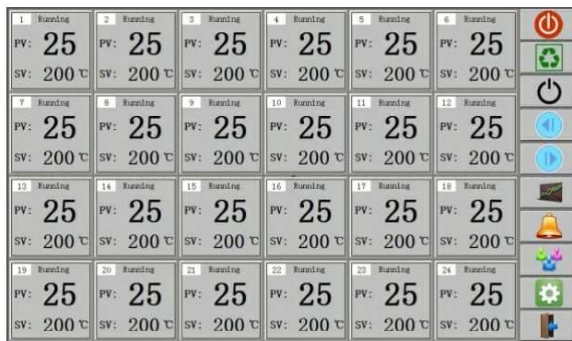 1 Running 2 Running 3 Running 4 Running 5 Running 6 Running
PV: 25 PV: 25 PV: 25 PV: 25 PV: 25 PV: 25
SV: 200 ℃ SV: 200 ℃ SV: 200 ℃ SV: 200 ℃ SV: 200 ℃ SV: 200 ℃
7 Running 8 Running 9 Running 10 Running 11 Running 12 Running
PV: 25 PV: 25 PV: 25 PV: 25 PV: 25 PV: 25
SV: 200 ℃ SV: 200 ℃ SV: 200 ℃ SV: 200 ℃ SV: 200 ℃ SV: 200 ℃
13 Running 14 Running 15 Running 16 Running 17 Running 18 Running
PV: 25 PV: 25 PV: 25 PV: 25 PV: 25 PV: 25
SV: 200 ℃ SV: 200 ℃ SV: 200 ℃ SV: 200 ℃ SV: 200 ℃ SV: 200 ℃
19 Running 20 Running 21 Running 22 Running 23 Running 24 Running
PV: 25 PV: 25 PV: 25 PV: 25 PV: 25 PV: 25
SV: 200 ℃ SV: 200 ℃ SV: 200 ℃ SV: 200 ℃ SV: 200 ℃ SV: 200 ℃